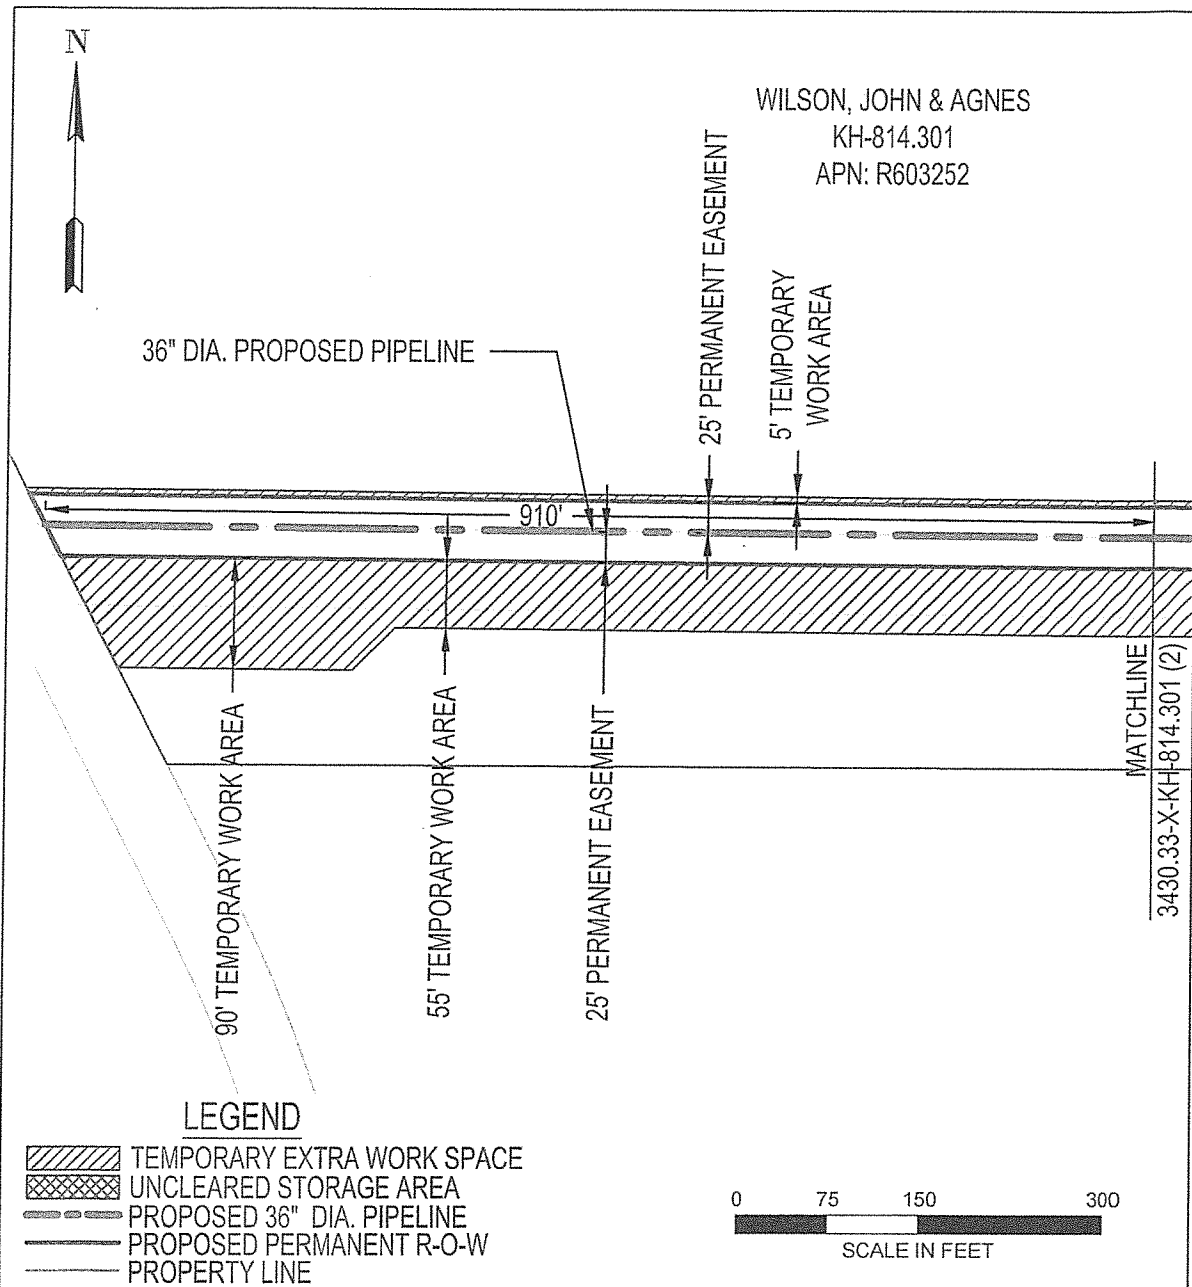 N
WILSON, JOHN & AGNES
KH-814.301
APN: R603252
25' PERMANENT EASEMENT
5' TEMPORARY
WORK AREA
36" DIA. PROPOSED PIPELINE
910'
90' TEMPORARY WORK AREA
55' TEMPORARY WORK AREA
25' PERMANENT EASEMENT
MATCHLINE
3430.33-X-KH-814.301 (2)
LEGEND
TEMPORARY EXTRA WORK SPACE
UNCLEARED STORAGE AREA
PROPOSED 36" DIA. PIPELINE
PROPOSED PERMANENT R-O-W
PROPERTY LINE
0 75 150 300
SCALE IN FEET